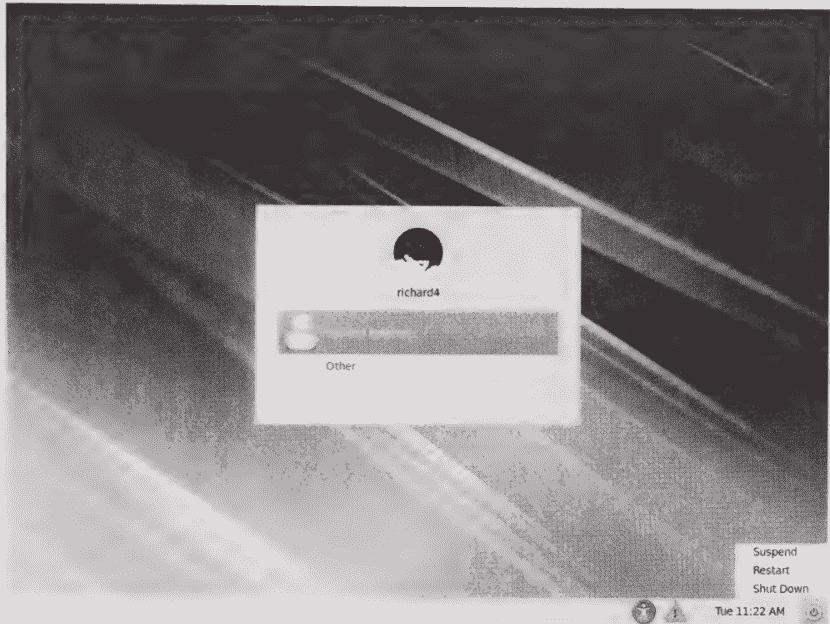 richard4
Other
Suspend
Restart
Shut Down
Tue 11:22 AM